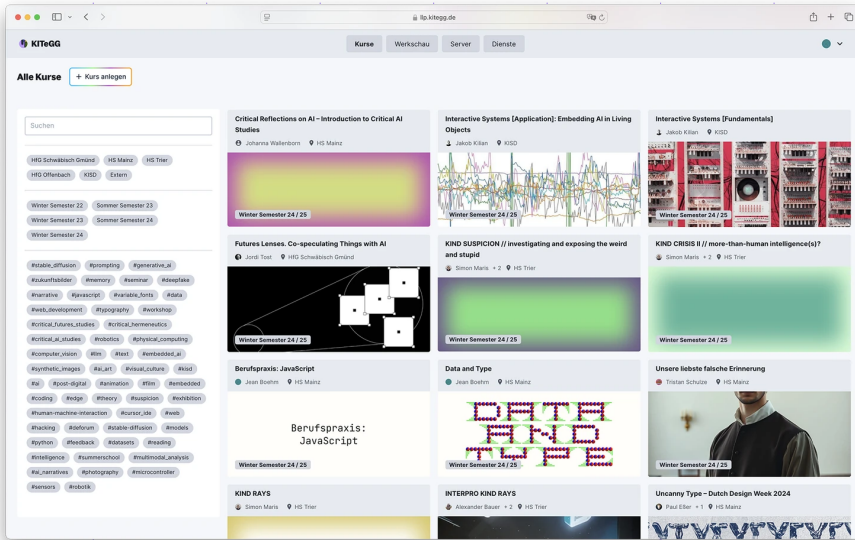 llp.kitegg.de
KITeGG
Kurse
Werkschau
Server
Dienste
Alle Kurse
+ Kurs anlegen
Suchen
HfG Schwäbisch Gmünd HS Mainz HS Trier
HfG Offenbach KISD Extern
Winter Semester 22 Sommer Semester 23
Winter Semester 23 Sommer Semester 24
Winter Semester 24
#stable_diffusion #prompting #generative_ai
#zukunftsbilder #memory #seminar #deepfake
#narrative #javascript #variable_fonts #data
#web_development #typography #workshop
#critical_futures_studies #critical_hermeneutics
#critical_ai_studies #robotics #physical_computing
#computer_vision #llm #text #embedded_ai
#synthetic_images #ai_art #visual_culture #kisd
#ai #post-digital #animation #film #embedded
#coding #edge #theory #suspicion #exhibition
#human-machine-interaction #cursor_ide #web
#hacking #deforum #stable-diffusion #models
#python #feedback #datasets #reading
#intelligence #summerschool #multimodal_analysis
#ai_narratives #photography #microcontroller
#sensors #robotik
Critical Reflections on AI – Introduction to Critical AI
Studies
Johanna Wallenborn HS Mainz
Winter Semester 24 / 25
Interactive Systems [Application]: Embedding AI in Living
Objects
Jakob Kilian KISD
Winter Semester 24 / 25
Interactive Systems [Fundamentals]
Jakob Kilian KISD
Winter Semester 24 / 25
Futures Lenses. Co-speculating Things with AI
Jordi Tost HfG Schwäbisch Gmünd
Winter Semester 24 / 25
KIND SUSPICION // investigating and exposing the weird
and stupid
Simon Maris + 2 HS Trier
Winter Semester 24 / 25
KIND CRISIS II // more-than-human intelligence(s)?
Simon Maris + 2 HS Trier
Winter Semester 24 / 25
Berufspraxis: JavaScript
Jean Boehm HS Mainz
Berufspraxis:
JavaScript
Winter Semester 24 / 25
Data and Type
Jean Boehm HS Mainz
DATA
AND
TYPE
Winter Semester 24 / 25
Unsere liebste falsche Erinnerung
Tristan Schulze HS Mainz
Winter Semester 24 / 25
KIND RAYS
Simon Maris HS Trier
INTERPRO KIND RAYS
Alexander Bauer + 2 HS Trier
Uncanny Type – Dutch Design Week 2024
Paul Eßer + 1 HS Mainz